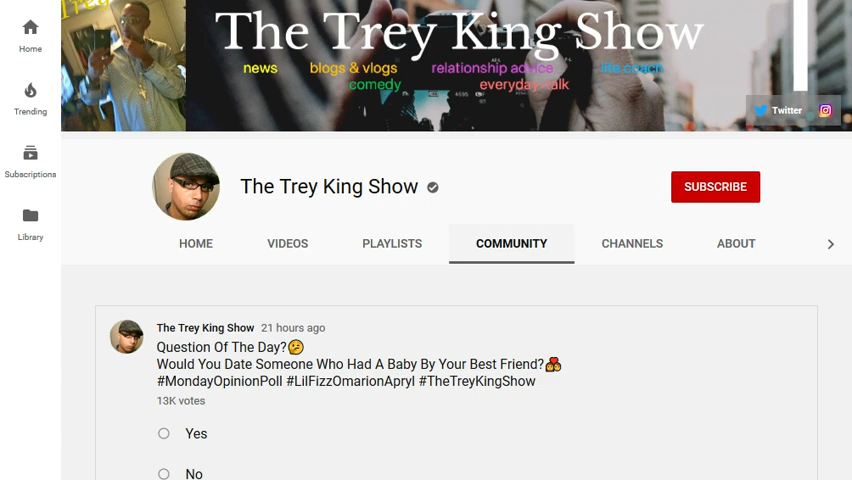 The Trey King Show
news blogs & vlogs relationship advice life coach
comedy everyday talk
Twitter
Home
Trending
Subscriptions
Library
The Trey King Show
SUBSCRIBE
HOME VIDEOS PLAYLISTS COMMUNITY CHANNELS ABOUT
The Trey King Show 21 hours ago
Question Of The Day?🤔
Would You Date Someone Who Had A Baby By Your Best Friend?💑
#MondayOpinionPoll #LilFizzOmarionApryl #TheTreyKingShow
13K votes
Yes
No